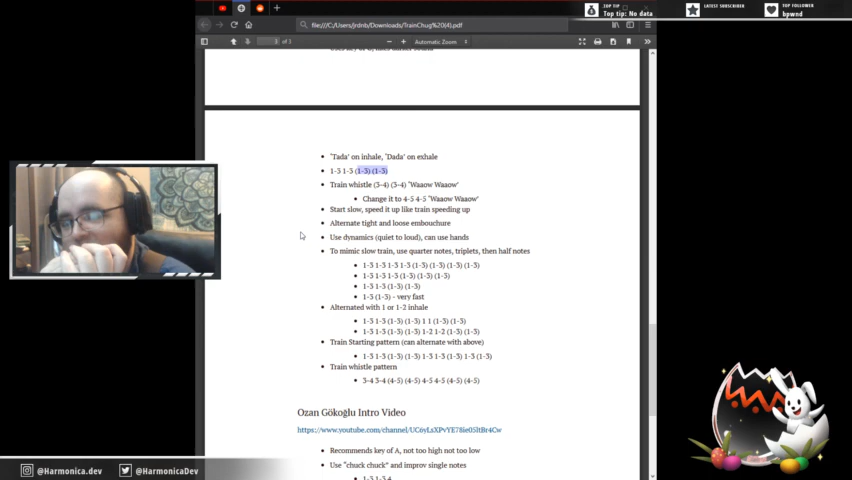 file:///C:/Users/jrdnb/Downloads/TrainChug%20(4).pdf
TOP TIP
Top tip: No data
LATEST SUBSCRIBER
TOP FOLLOWER
bpwnd
of 3
Automatic Zoom
'Tada' on inhale, 'Dada' on exhale
1-3 1-3 (1-3) (1-3)
Train whistle (3-4) (3-4) 'Waaow Waaow'
Change it to 4-5 4-5 'Waaow Waaow'
Start slow, speed it up like train speeding up
Alternate tight and loose embouchure
Use dynamics (quiet to loud), can use hands
To mimic slow train, use quarter notes, triplets, then half notes
1-3 1-3 1-3 1-3 (1-3) (1-3) (1-3) (1-3)
1-3 1-3 1-3 (1-3) (1-3) (1-3)
1-3 1-3 (1-3) (1-3)
1-3 (1-3) - very fast
Alternated with 1 or 1-2 inhale
1-3 1-3 (1-3) (1-3) 1 1 (1-3) (1-3)
1-3 1-3 (1-3) (1-3) 1-2 1-2 (1-3) (1-3)
Train Starting pattern (can alternate with above)
1-3 1-3 (1-3) (1-3) 1-3 1-3 (1-3) 1-3 (1-3)
Train whistle pattern
3-4 3-4 (4-5) (4-5) 4-5 4-5 (4-5) (4-5)
Ozan Gökoğlu Intro Video
Recommends key of A, not too high not too low
Use "chuck chuck" and improv single notes
1-3 1-3 4
@Harmonica.dev
@HarmonicaDev